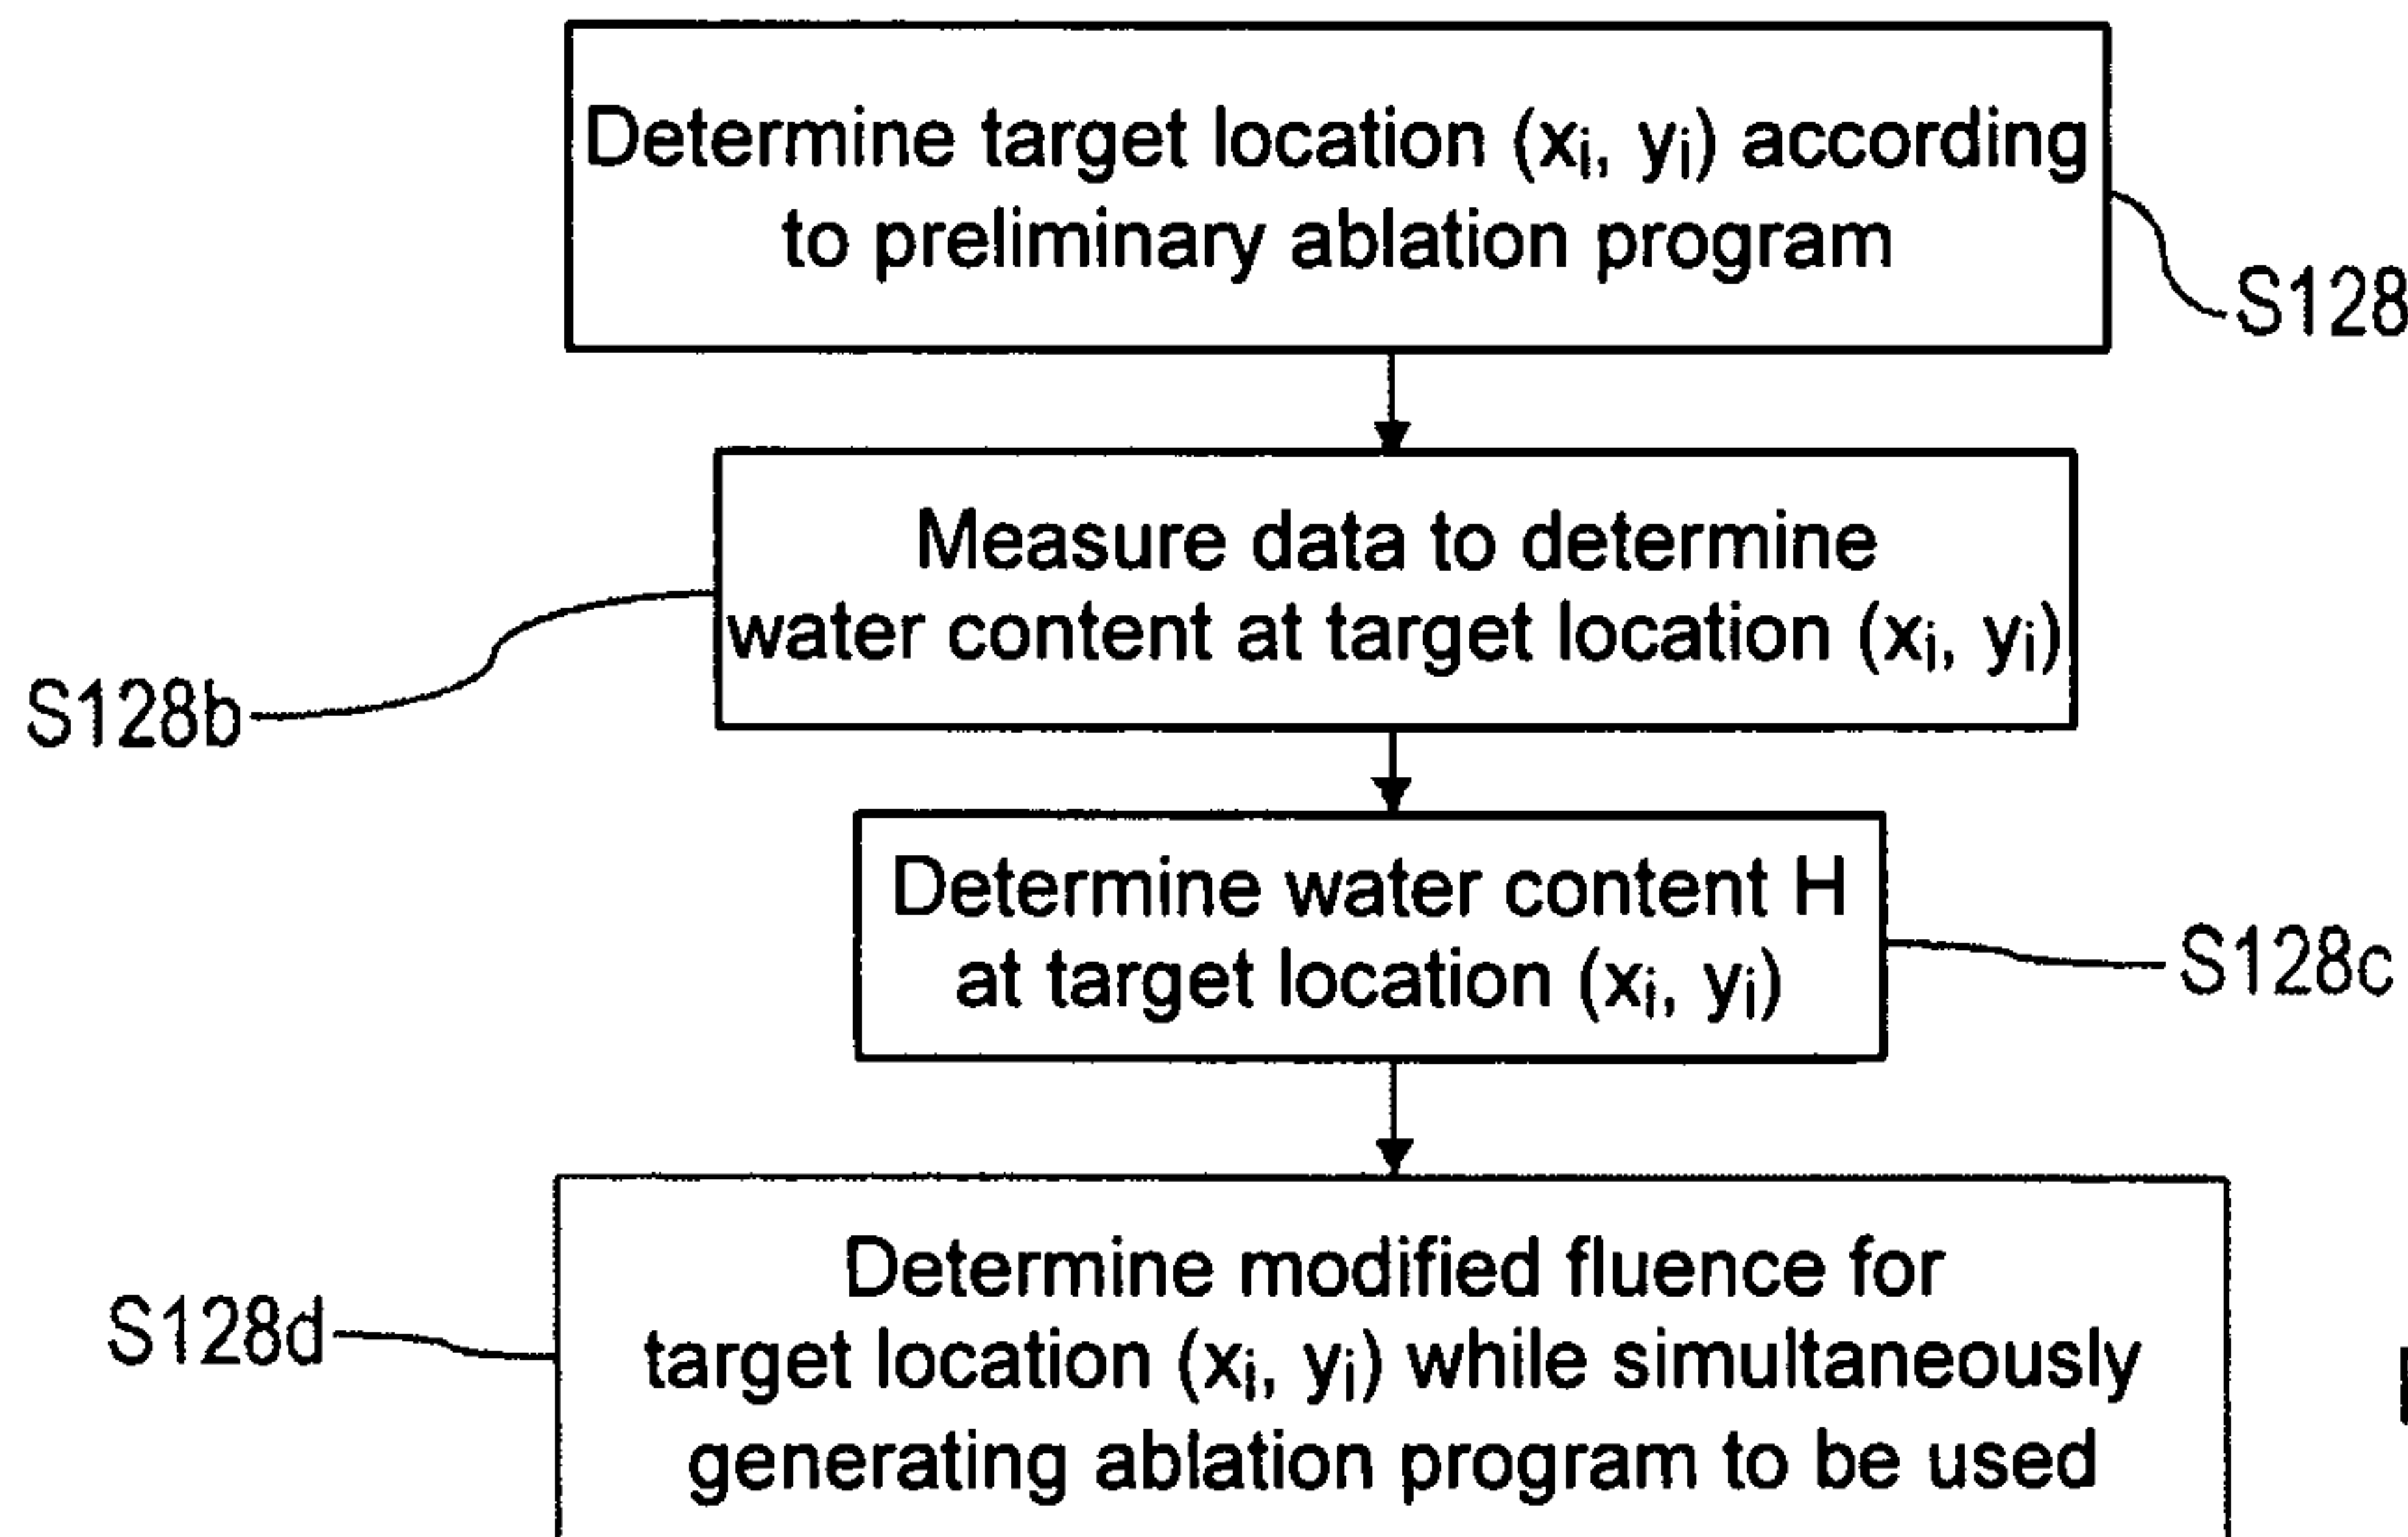 Determine target location (xi, yi) according
to preliminary ablation program
S128
Measure data to determine
water content at target location (xi, yi)
S128b
Determine water content H
at target location (xi, yi)
S128c
Determine modified fluence for
target location (xi, yi) while simultaneously
generating ablation program to be used
S128d